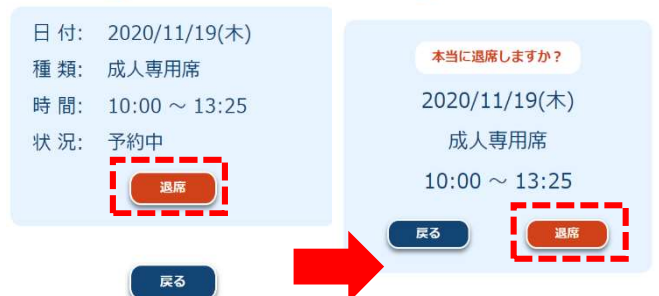 日 付: 2020/11/19(木)
種 類: 成人専用席
時 間: 10:00 ～ 13:25
状 況: 予約中
退席
戻る
本当に退席しますか？
2020/11/19(木)
成人専用席
10:00 ～ 13:25
戻る
退席